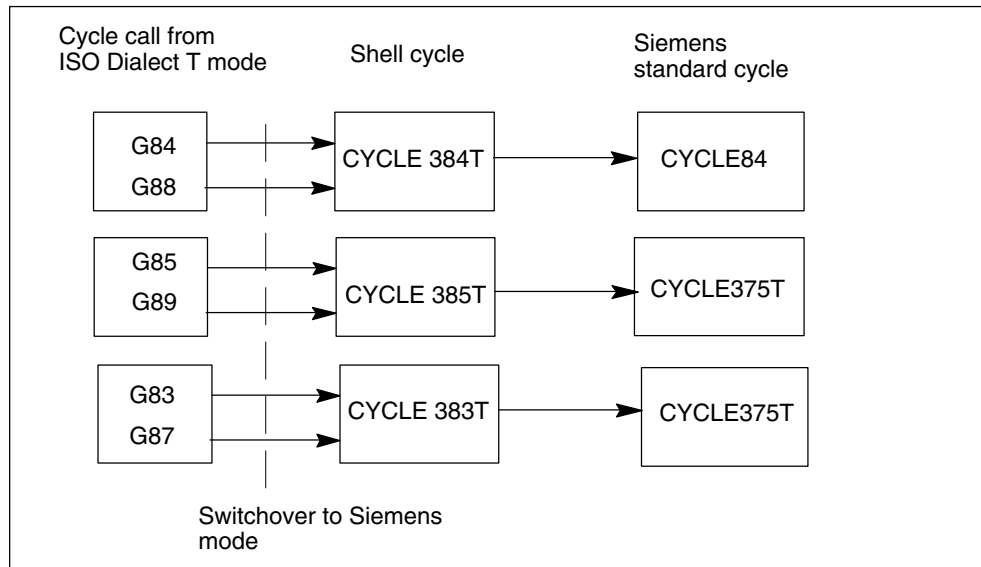 Cycle call from
ISO Dialect T mode
Shell cycle
Siemens
standard cycle
G84
G88
CYCLE 384T
CYCLE84
G85
G89
CYCLE 385T
CYCLE375T
G83
G87
CYCLE 383T
CYCLE375T
Switchover to Siemens
mode